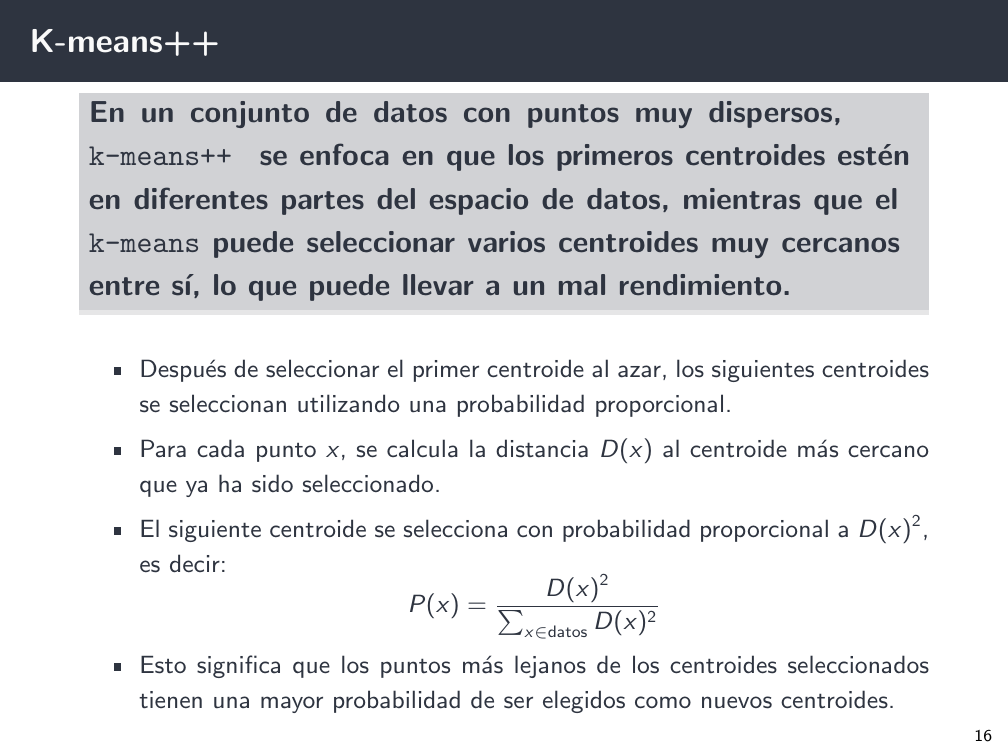 K-means++
En un conjunto de datos con puntos muy dispersos,
k-means++ se enfoca en que los primeros centroides estén
en diferentes partes del espacio de datos, mientras que el
k-means puede seleccionar varios centroides muy cercanos
entre sí, lo que puede llevar a un mal rendimiento.
▪ Después de seleccionar el primer centroide al azar, los siguientes centroides
se seleccionan utilizando una probabilidad proporcional.
▪ Para cada punto x, se calcula la distancia D(x) al centroide más cercano
que ya ha sido seleccionado.
▪ El siguiente centroide se selecciona con probabilidad proporcional a D(x)²,
es decir:
P(x) = D(x)² / ∑x∈datos D(x)²
▪ Esto significa que los puntos más lejanos de los centroides seleccionados
tienen una mayor probabilidad de ser elegidos como nuevos centroides.
16